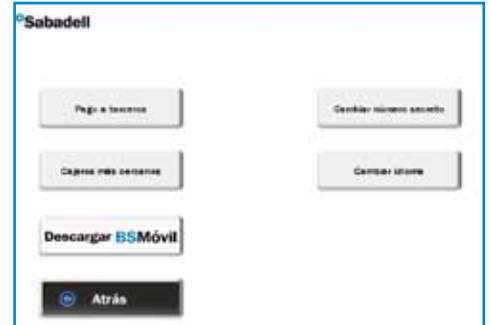 Sabadell
Pago a terceros
Cambiar número secreto
Cajeros más cercanos
Cambiar idioma
Descargar BSMóvil
Atrás